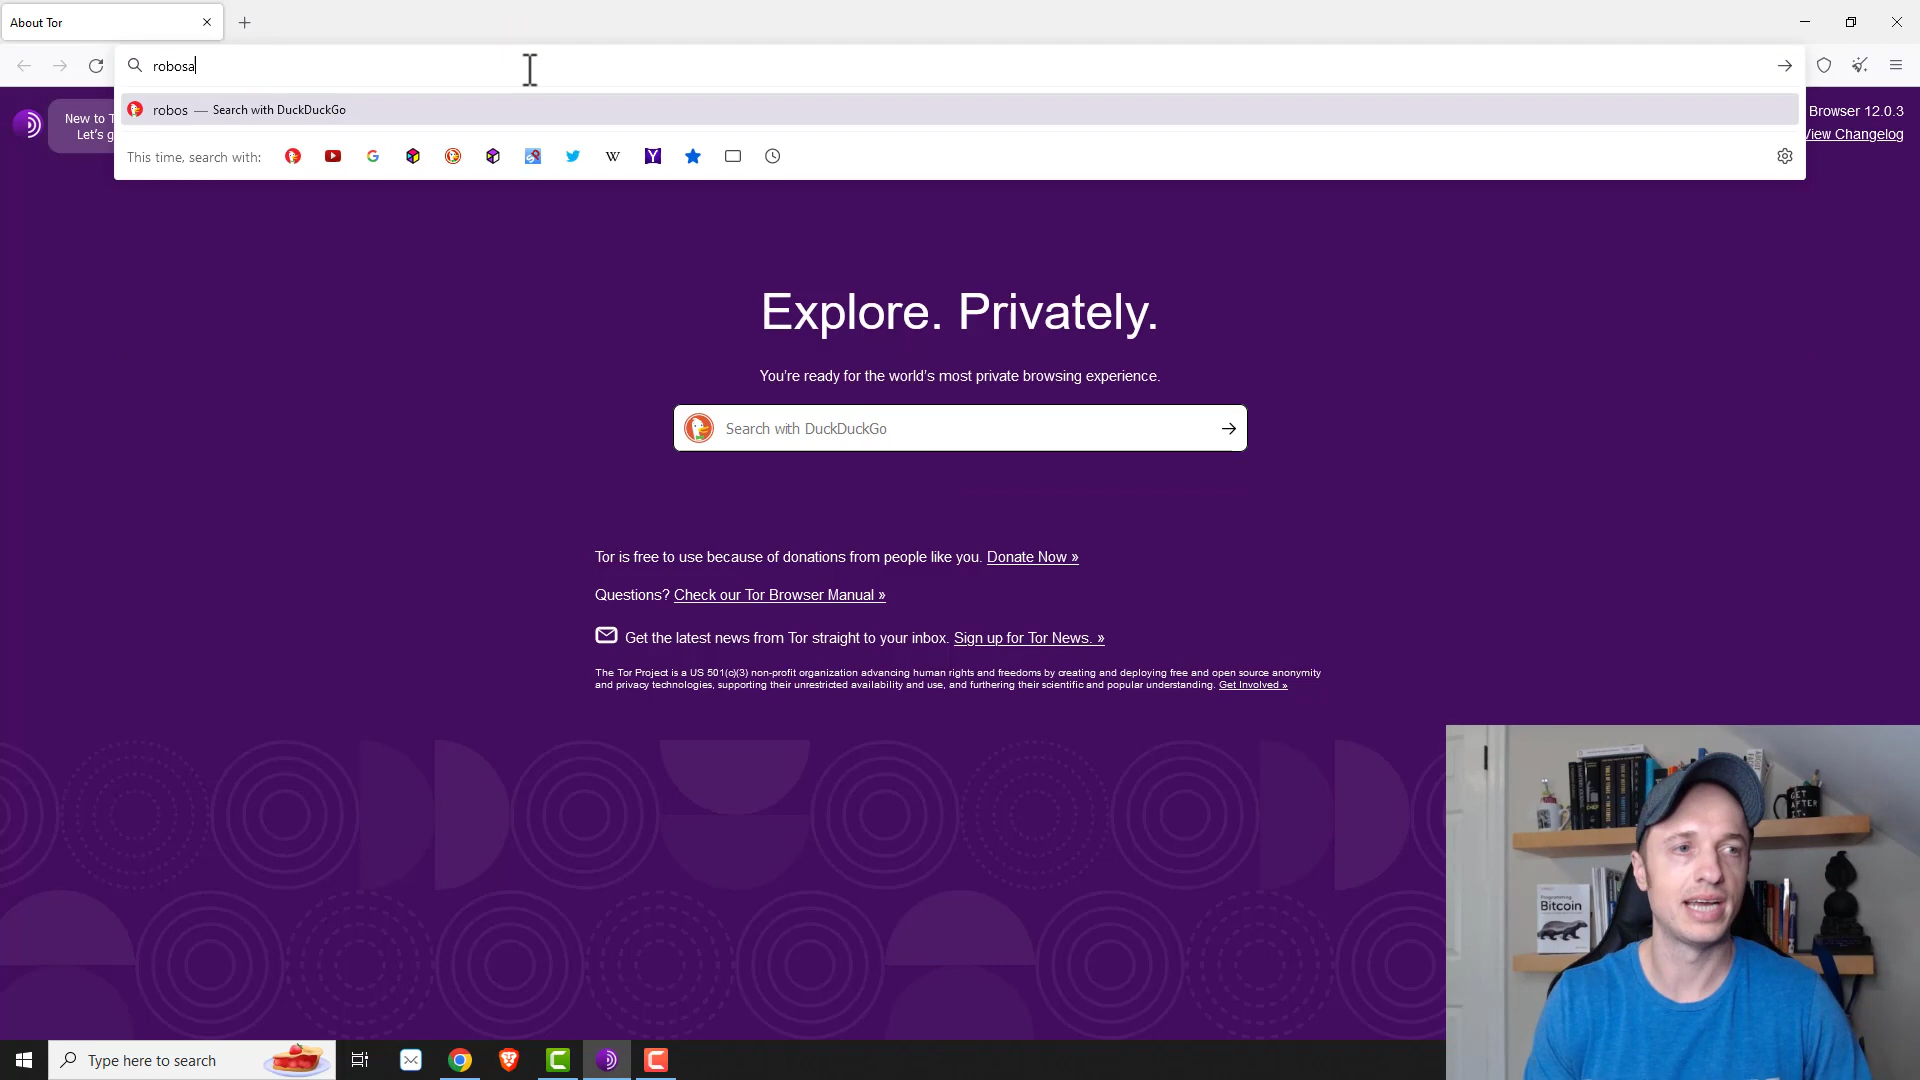 About Tor
robosa
robos — Search with DuckDuckGo
This time, search with:
New to T
Let's g
Browser 12.0.3
View Changelog
Explore. Privately.
You're ready for the world's most private browsing experience.
Search with DuckDuckGo
Tor is free to use because of donations from people like you. Donate Now »
Questions? Check our Tor Browser Manual »
Get the latest news from Tor straight to your inbox. Sign up for Tor News. »
The Tor Project is a US 501(c)(3) non-profit organization advancing human rights and freedoms by creating and deploying free and open source anonymity
and privacy technologies, supporting their unrestricted availability and use, and furthering their scientific and popular understanding. Get Involved »
GET
AFTER
IT.
Programming
Bitcoin
Type here to search